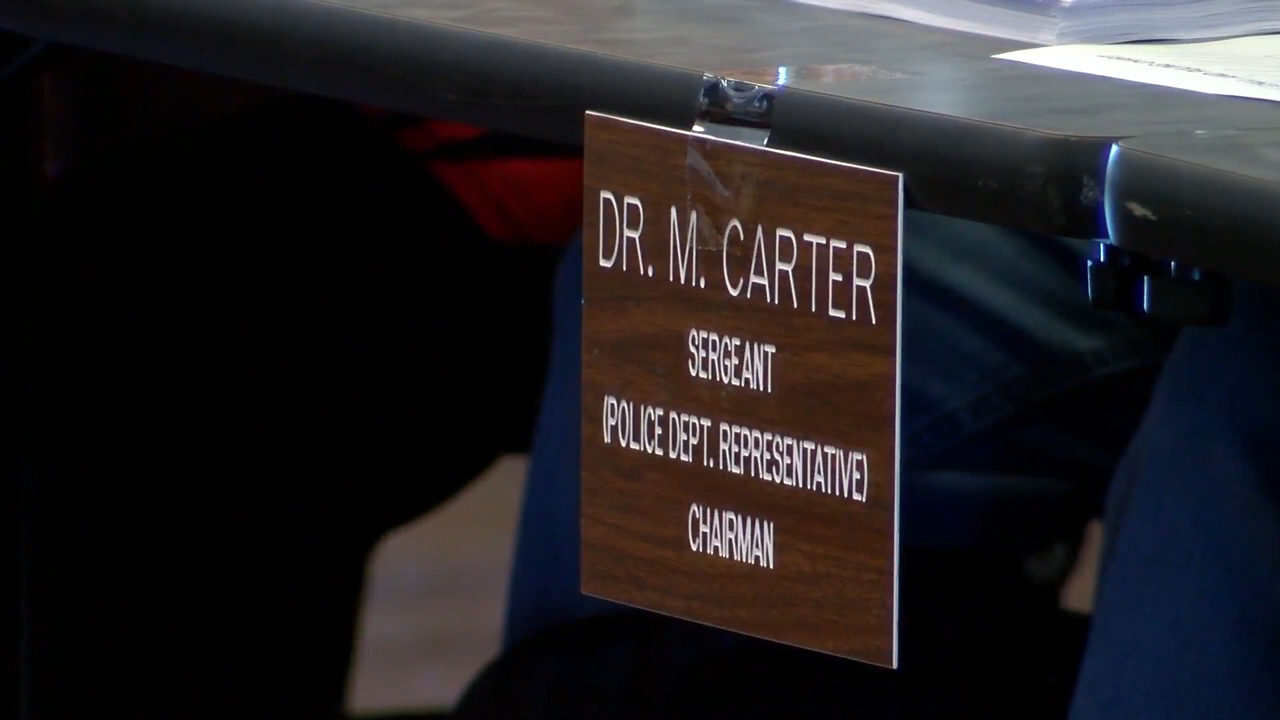 DR. M. CARTER
SERGEANT
(POLICE DEPT. REPRESENTATIVE)
CHAIRMAN